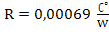 R = 0,00069 C°/W